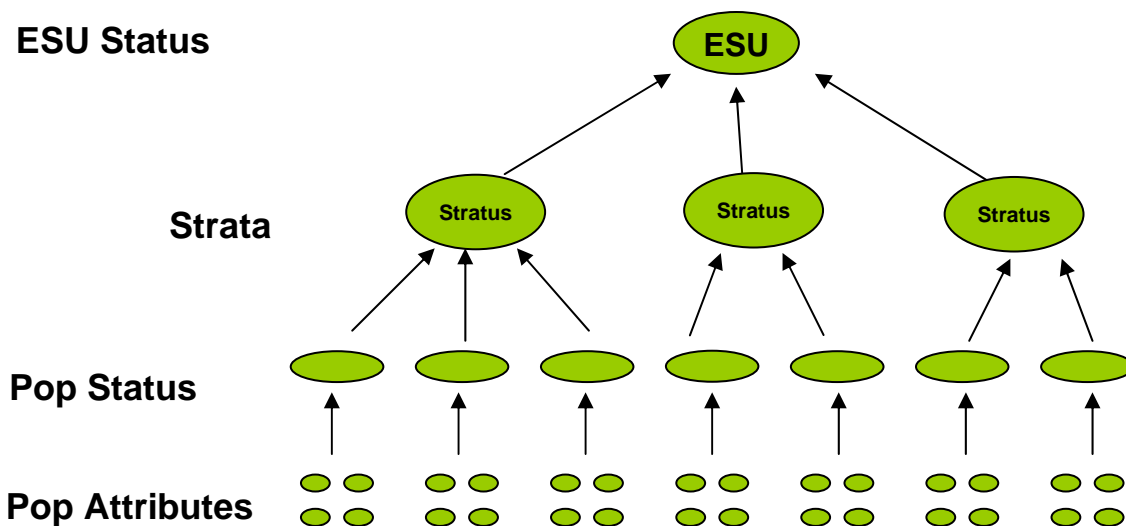 ESU Status
ESU
Strata
Stratus
Stratus
Stratus
Pop Status
Pop Attributes